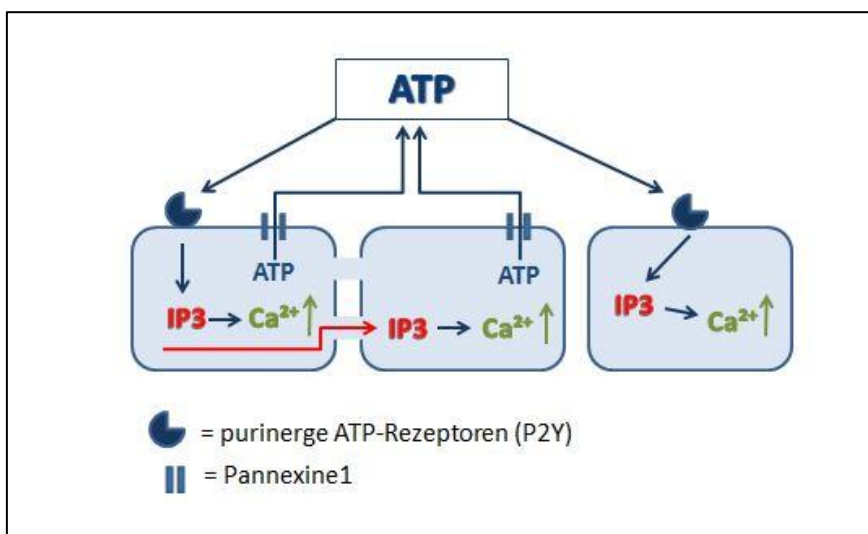 ATP
ATP
ATP
IP3 Ca²⁺
IP3 Ca²⁺
IP3 Ca²⁺
= purinerge ATP-Rezeptoren (P2Y)
= Pannexine1